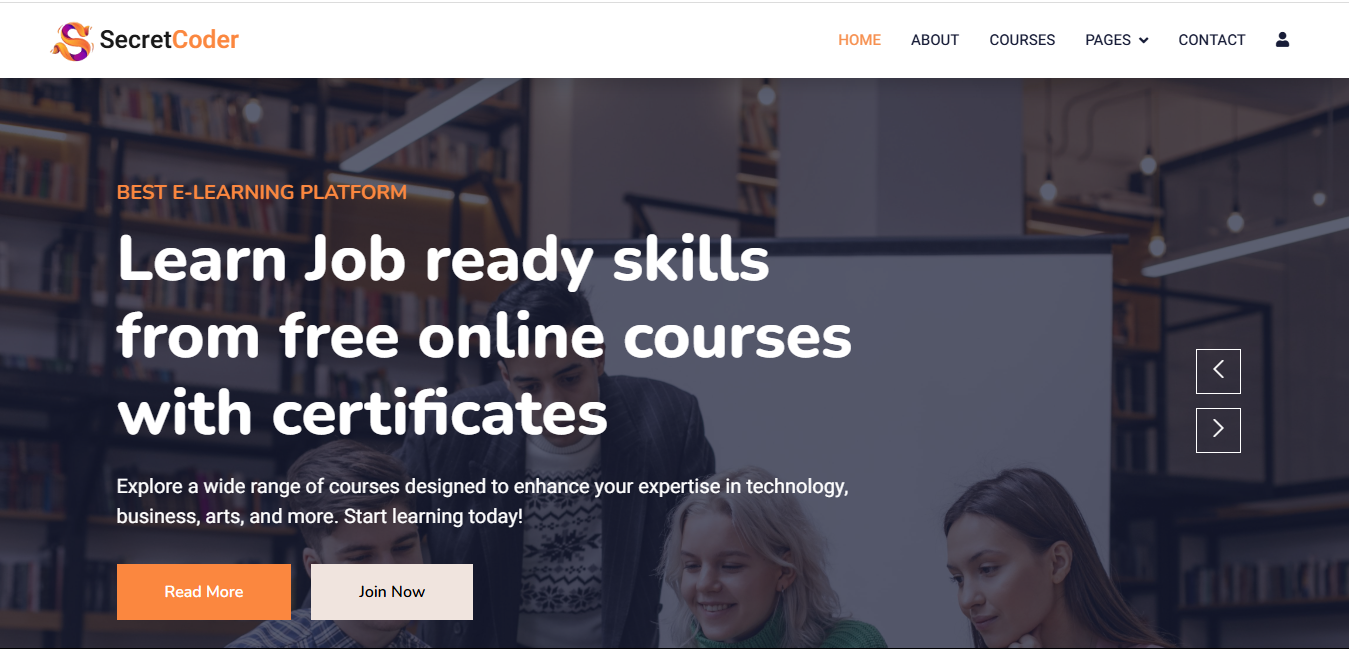 SecretCoder
HOME ABOUT COURSES PAGES CONTACT
BEST E-LEARNING PLATFORM
Learn Job ready skills
from free online courses
with certificates
Explore a wide range of courses designed to enhance your expertise in technology,
business, arts, and more. Start learning today!
Read More Join Now